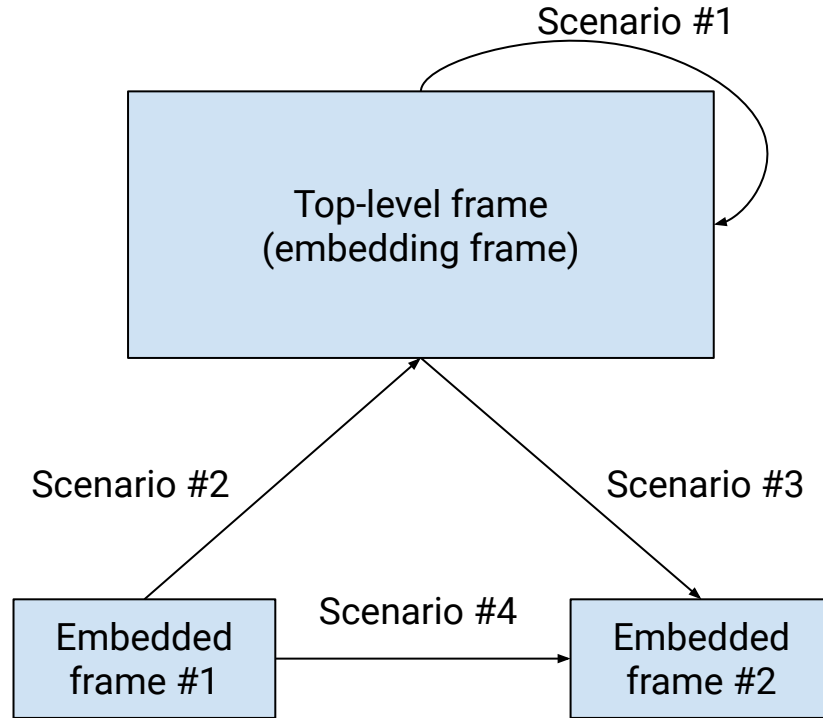 Scenario #1
Top-level frame
(embedding frame)
Scenario #2
Scenario #3
Scenario #4
Embedded
frame #1
Embedded
frame #2